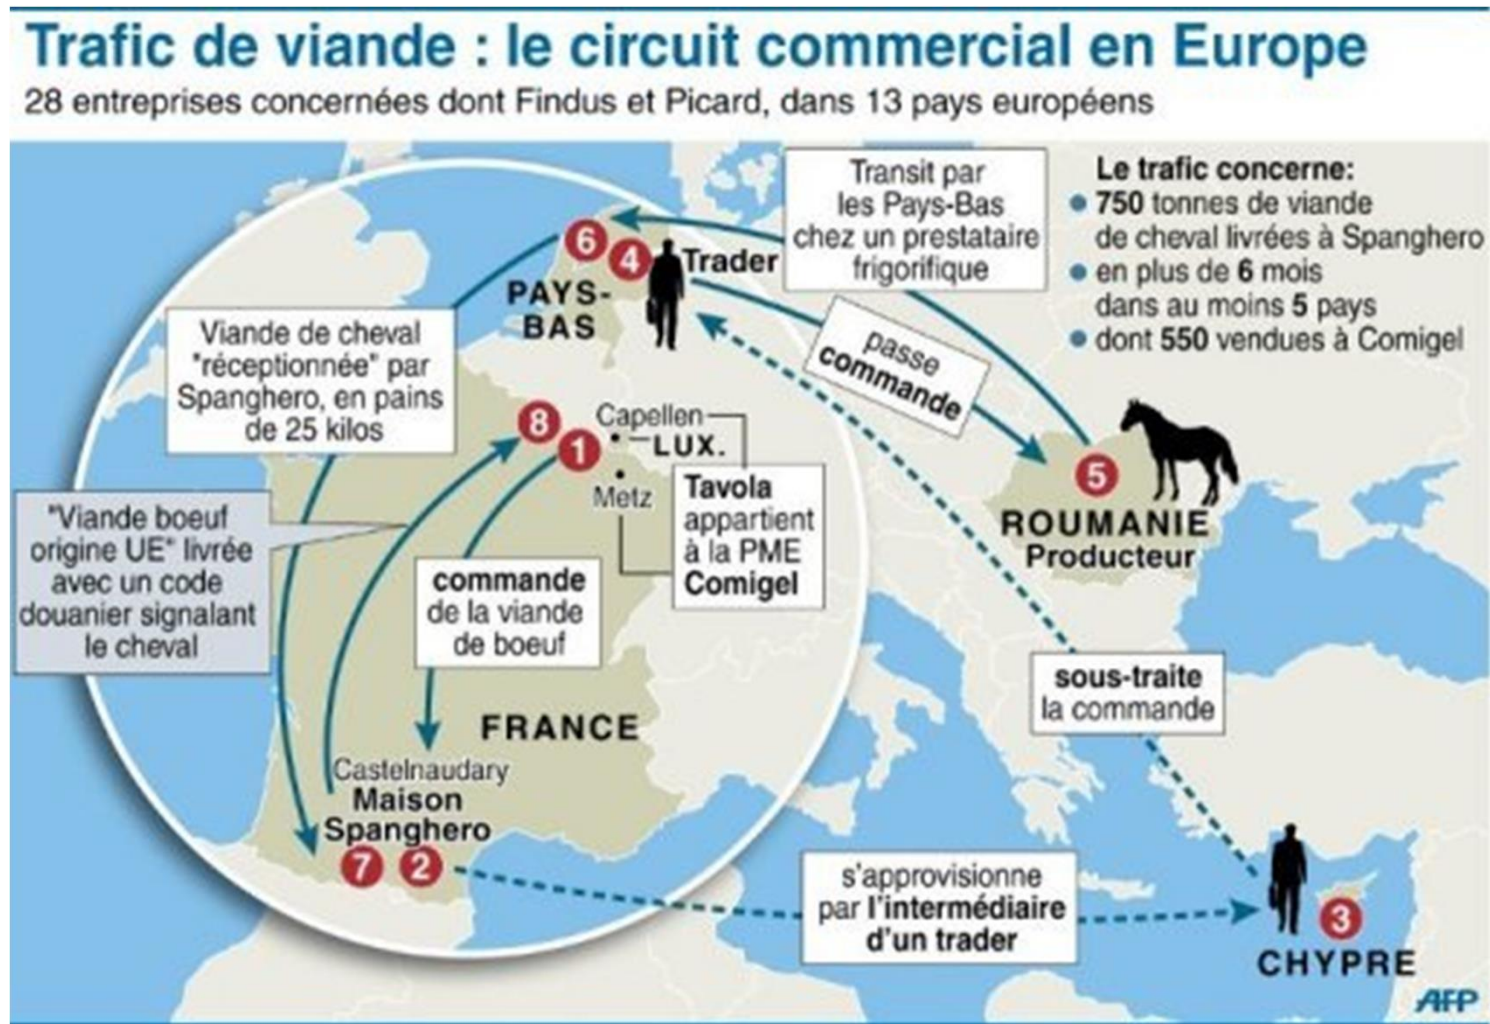 Trafic de viande : le circuit commercial en Europe
28 entreprises concernées dont Findus et Picard, dans 13 pays européens
Transit par
les Pays-Bas
chez un prestataire
frigorifique
Le trafic concerne:
• 750 tonnes de viande
de cheval livrées à Spanghero
• en plus de 6 mois
dans au moins 5 pays
• dont 550 vendues à Comigel
6
4
Trader
PAYS-
BAS
Viande de cheval
"réceptionnée" par
Spanghero, en pains
de 25 kilos
passe
commande
8
1
Capellen
LUX.
Metz
Tavola
appartient
à la PME
Comigel
5
ROUMANIE
Producteur
"Viande boeuf
origine UE" livrée
avec un code
douanier signalant
le cheval
commande
de la viande
de boeuf
sous-traite
la commande
FRANCE
Castelnaudary
Maison
Spanghero
7
2
s'approvisionne
par l'intermédiaire
d'un trader
3
CHYPRE
AFP